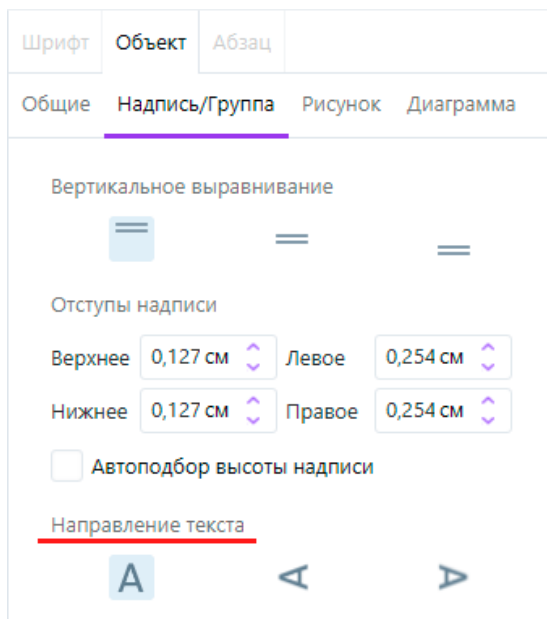 Шрифт Объект Абзац
Общие Надпись/Группа Рисунок Диаграмма
Вертикальное выравнивание
Отступы надписи
Верхнее 0,127 см Левое 0,254 см
Нижнее 0,127 см Правое 0,254 см
Автоподбор высоты надписи
Направление текста
A A A